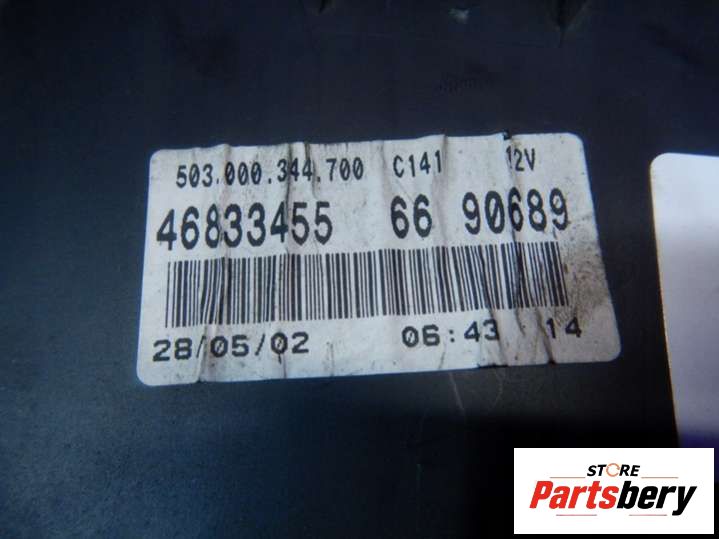 503.000.344.700 C141 12V
46833455 66 90689
28/05/02 06:43 14
STORE
Partsbery